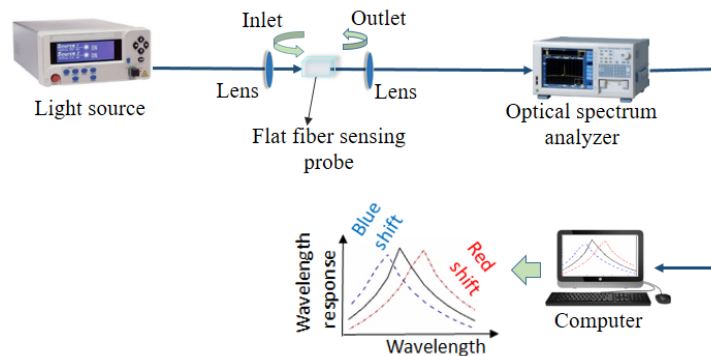 Inlet
Outlet
Light source
Lens
Lens
Flat fiber sensing
probe
Optical spectrum
analyzer
Blue
shift
Red
shift
Wavelength
response
Wavelength
Computer